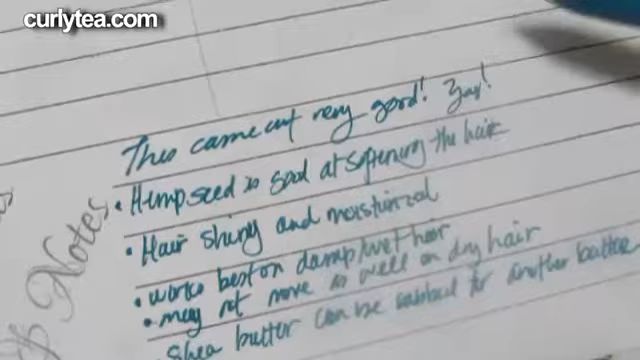 curlytea.com
This came out very good! Yay!
• Hempseed is good at softening the hair
• Hair shiny and moisturized
• works best on damp/wet hair
• may not move as well on dry hair
Shea butter can be subbed for another butter
Notes